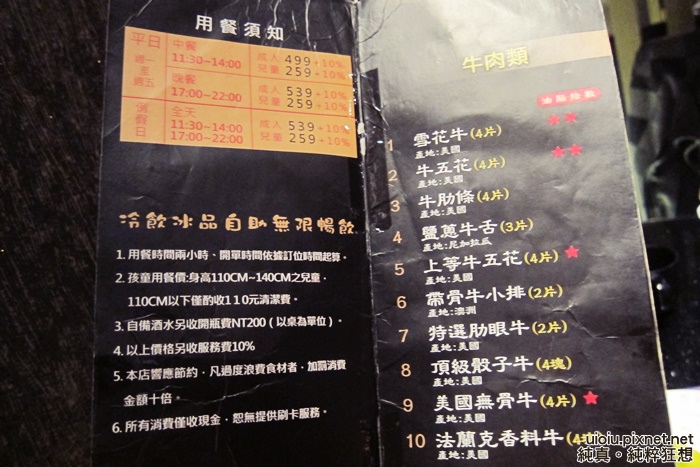 用餐須知
平日 中餐 成人 499+10%
週一至週五 11:30~14:00 兒童 259+10%
晚餐 成人 539+10%
17:00~22:00 兒童 259+10%
例假日 全天
11:30~14:00 成人 539+10%
17:00~22:00 兒童 259+10%
冷飲冰品自助無限暢飲
1. 用餐時間兩小時、開單時間依據訂位時間起算。
2. 孩童用餐價:身高110CM~140CM之兒童,
110CM以下僅酌收110元清潔費。
3. 自備酒水另收開瓶費NT200(以桌為單位)。
4. 以上價格另收服務費10%
5. 本店響應節約,凡過度浪費食材者,加罰消費
金額十倍。
6. 所有消費僅收現金,恕無提供刷卡服務。
牛肉類
油脂指數
1 雪花牛(4片) ★★
產地:美國
2 牛五花(4片) ★★
產地:美國
3 牛肋條(4片)
產地:美國
4 鹽蔥牛舌(3片)
產地:尼加拉瓜
5 上等牛五花(4片) ★
產地:美國
6 帶骨牛小排(2片)
產地:澳洲
7 特選肋眼牛(2片)
產地:美國
8 頂級骰子牛(4塊)
產地:美國
9 美國無骨牛(4片) ★
產地:美國
10 法蘭克香料牛(4
uioiu.pixnet.net
純真。純粹狂想